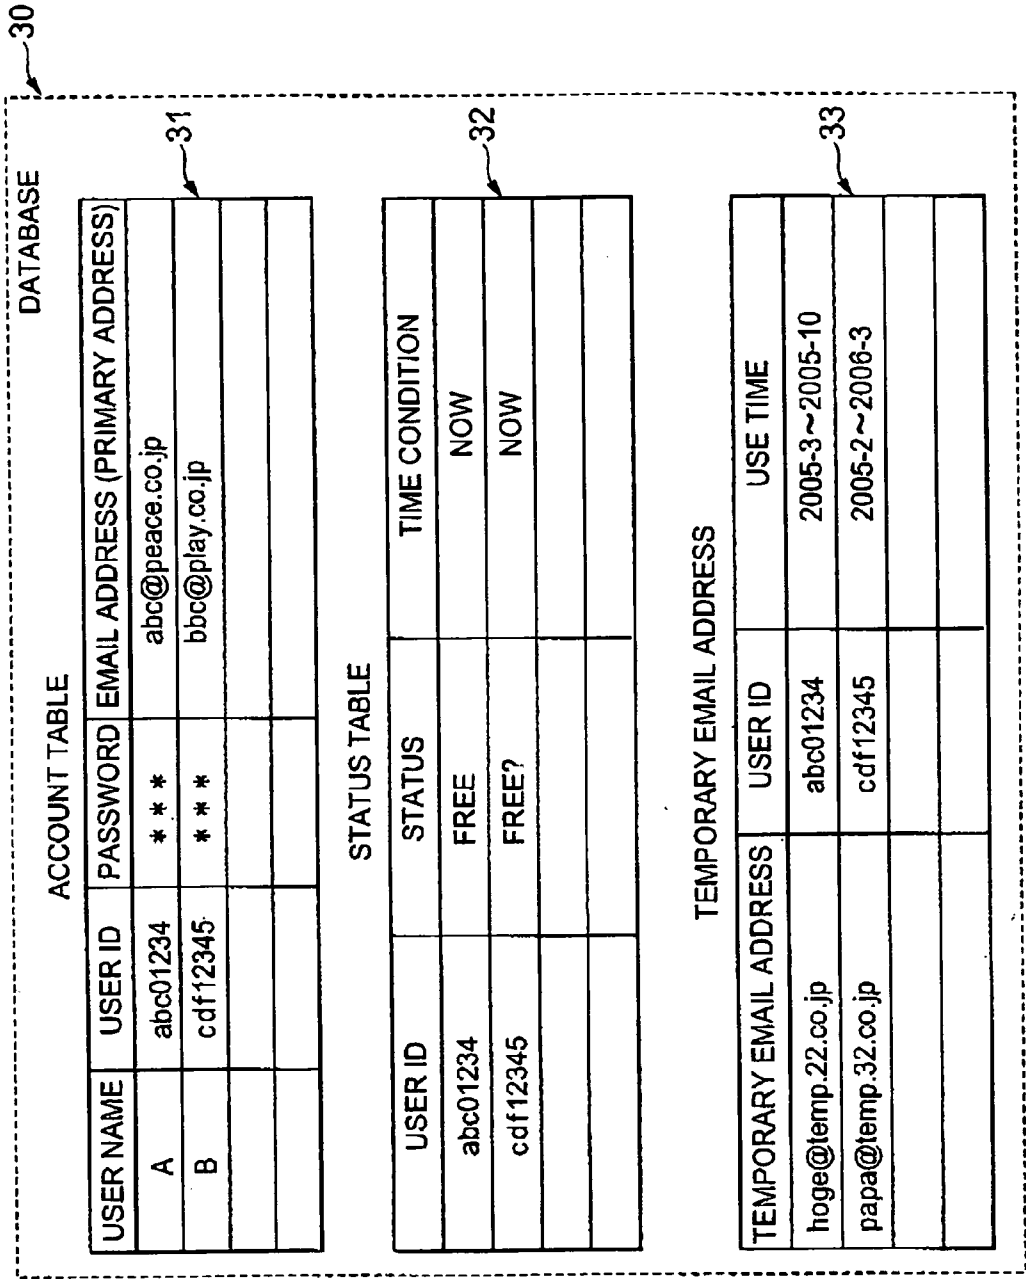 30
DATABASE
ACCOUNT TABLE
31
USER NAME USER ID PASSWORD EMAIL ADDRESS (PRIMARY ADDRESS)
A abc01234 *** abc@peace.co.jp
B cdf12345 *** bbc@play.co.jp
STATUS TABLE
32
USER ID STATUS TIME CONDITION
abc01234 FREE NOW
cdf12345 FREE? NOW
TEMPORARY EMAIL ADDRESS
33
TEMPORARY EMAIL ADDRESS USER ID USE TIME
hoge@temp.22.co.jp abc01234 2005-3~2005-10
papa@temp.32.co.jp cdf12345 2005-2~2006-3